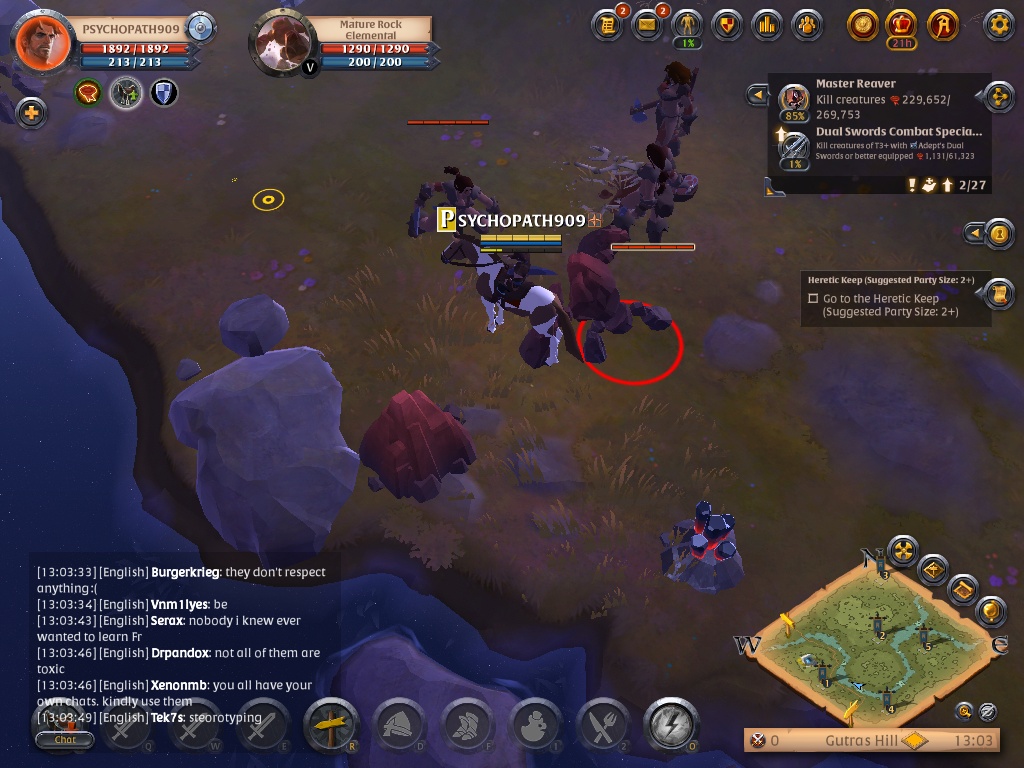 PSYCHOPATH909
1892 / 1892
213 / 213
Mature Rock
Elemental
1290 / 1290
200 / 200
V
2
2
1%
21h
Master Reaver
Kill creatures 229,652/
269,753
85%
Dual Swords Combat Specia...
Kill creatures of T3+ with Adept's Dual
Swords or better equipped 1,131/61,323
1%
2/27
PSYCHOPATH909
Heretic Keep (Suggested Party Size: 2+)
Go to the Heretic Keep
(Suggested Party Size: 2+)
[13:03:33] [English] Burgerkrieg: they don't respect
anything :(
[13:03:34] [English] Vnm1lyes: be
[13:03:43] [English] Serax: nobody i knew ever
wanted to learn Fr
[13:03:46] [English] Drpandox: not all of them are
toxic
[13:03:46] [English] Xenonmb: you all have your
own chats. kindly use them
[13:03:49] [English] Tek7s: steorotyping
Chat
Q
W
E
R
D
F
1
2
O
N
W
E
3
2
5
1
4
0
Gutras Hill
13:03